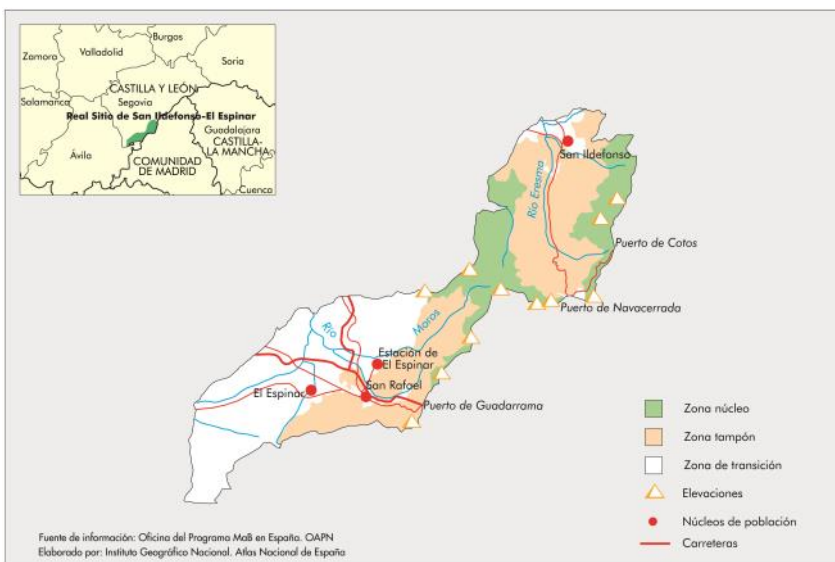 Burgos
Zamora
Valladolid
Soria
CASTILLA Y LEÓN
Salamanca
Segovia
Real Sitio de San Ildefonso-El Espinar
Guadalajara
CASTILLA-
LA MANCHA
Ávila
COMUNIDAD
DE MADRID
Cuenca
San Ildefonso
Río Eresma
Puerto de Cotos
Puerto de Navacerrada
Río
Moros
Estación de
El Espinar
El Espinar
San Rafael
Puerto de Guadarrama
Zona núcleo
Zona tampón
Zona de transición
Elevaciones
Núcleos de población
Carreteras
Fuente de información: Oficina del Programa MaB en España. OAPN
Elaborado por: Instituto Geográfico Nacional. Atlas Nacional de España